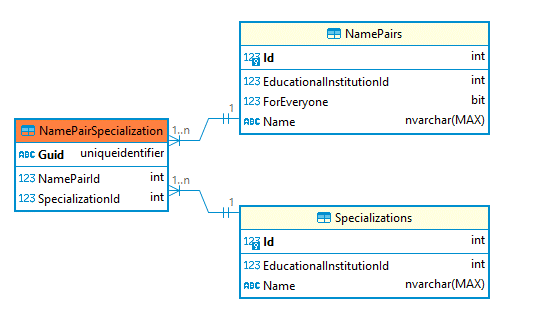 NamePairs
123 Id int
123 EducationalInstitutionId int
123 ForEveryone bit
ABC Name nvarchar(MAX)
1
1..n
NamePairSpecialization
ABC Guid uniqueidentifier
123 NamePairId int
123 SpecializationId int
1..n
1
Specializations
123 Id int
123 EducationalInstitutionId int
ABC Name nvarchar(MAX)